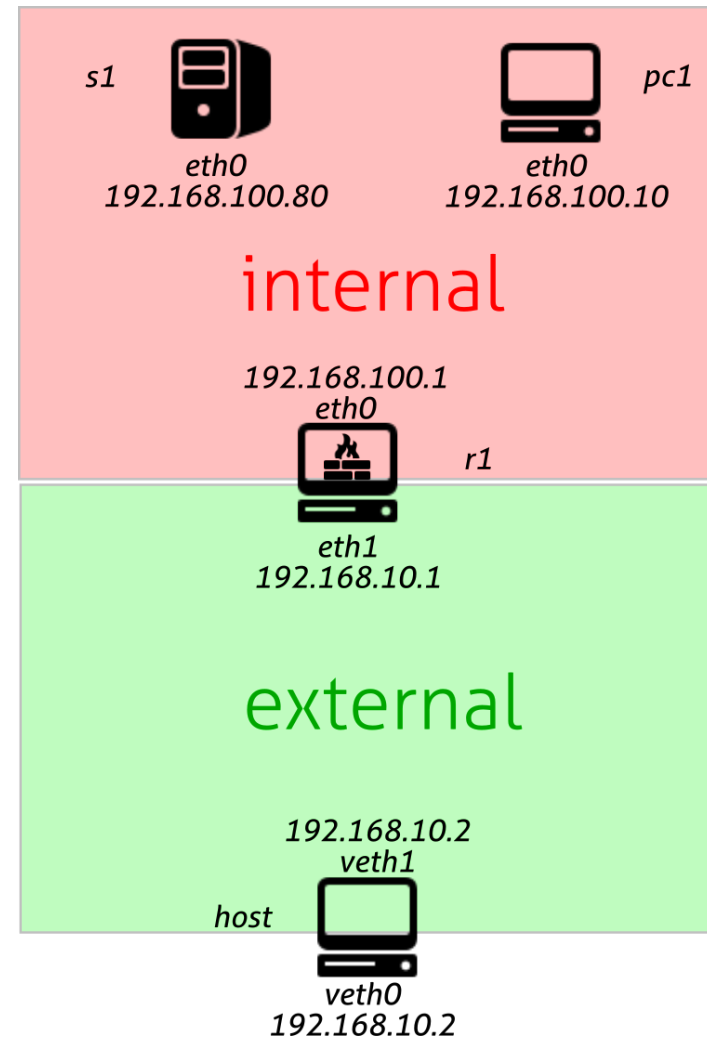 s1
pc1
eth0
192.168.100.80
eth0
192.168.100.10
internal
192.168.100.1
eth0
r1
eth1
192.168.10.1
external
192.168.10.2
veth1
host
veth0
192.168.10.2